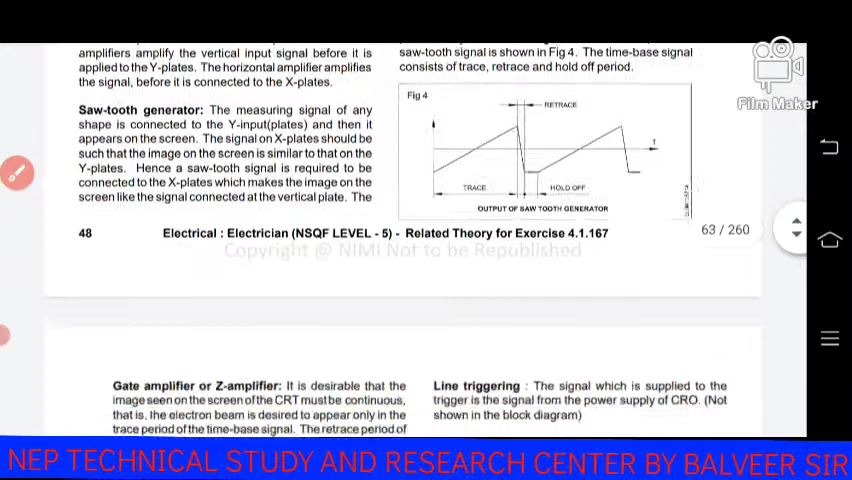 amplifiers amplify the vertical input signal before it is
applied to the Y-plates. The horizontal amplifier amplifies
the signal, before it is connected to the X-plates.
Saw-tooth generator: The measuring signal of any
shape is connected to the Y-input(plates) and then it
appears on the screen. The signal on X-plates should be
such that the image on the screen is similar to that on the
Y-plates. Hence a saw-tooth signal is required to be
connected to the X-plates which makes the image on the
screen like the signal connected at the vertical plate. The
saw-tooth signal is shown in Fig 4. The time-base signal
consists of trace, retrace and hold off period.
Fig 4
RETRACE
T
TRACE
HOLD OFF
OUTPUT OF SAW TOOTH GENERATOR
Film Maker
48 Electrical : Electrician (NSQF LEVEL - 5) - Related Theory for Exercise 4.1.167
63 / 260
Copyright @ NIMI Not to be Republished
Gate amplifier or Z-amplifier: It is desirable that the
image seen on the screen of the CRT must be continuous,
that is, the electron beam is desired to appear only in the
trace period of the time-base signal. The retrace period of
Line triggering : The signal which is supplied to the
trigger is the signal from the power supply of CRO. (Not
shown in the block diagram)
NEP TECHNICAL STUDY AND RESEARCH CENTER BY BALVEER SIR